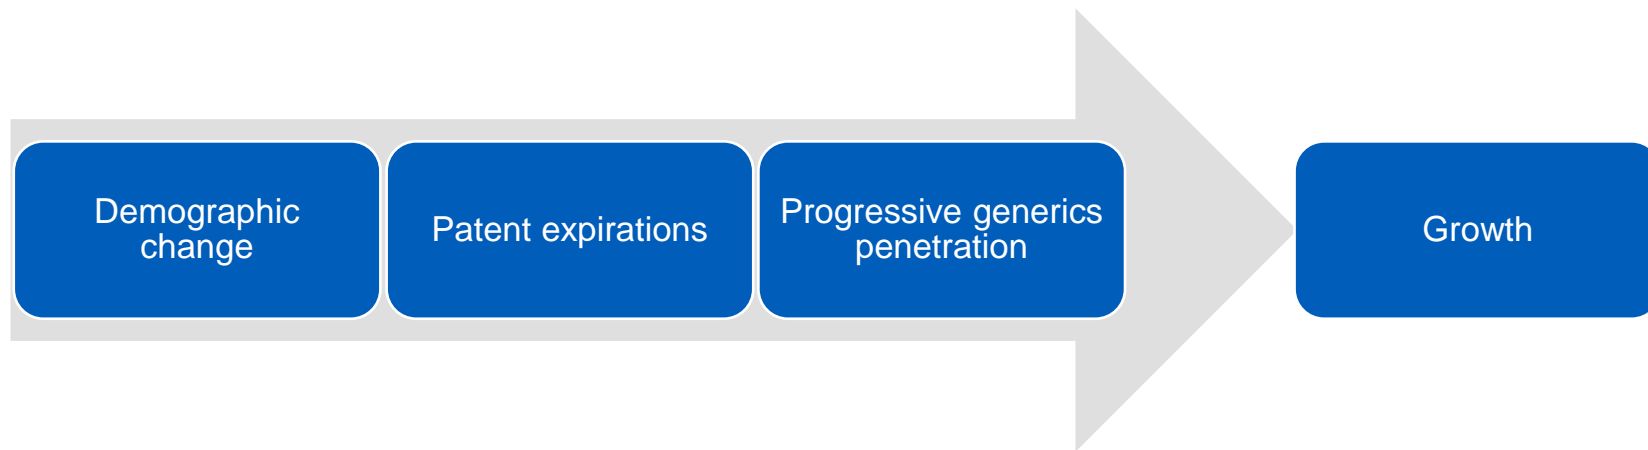 Demographic
change
Patent expirations
Progressive generics
penetration
Growth